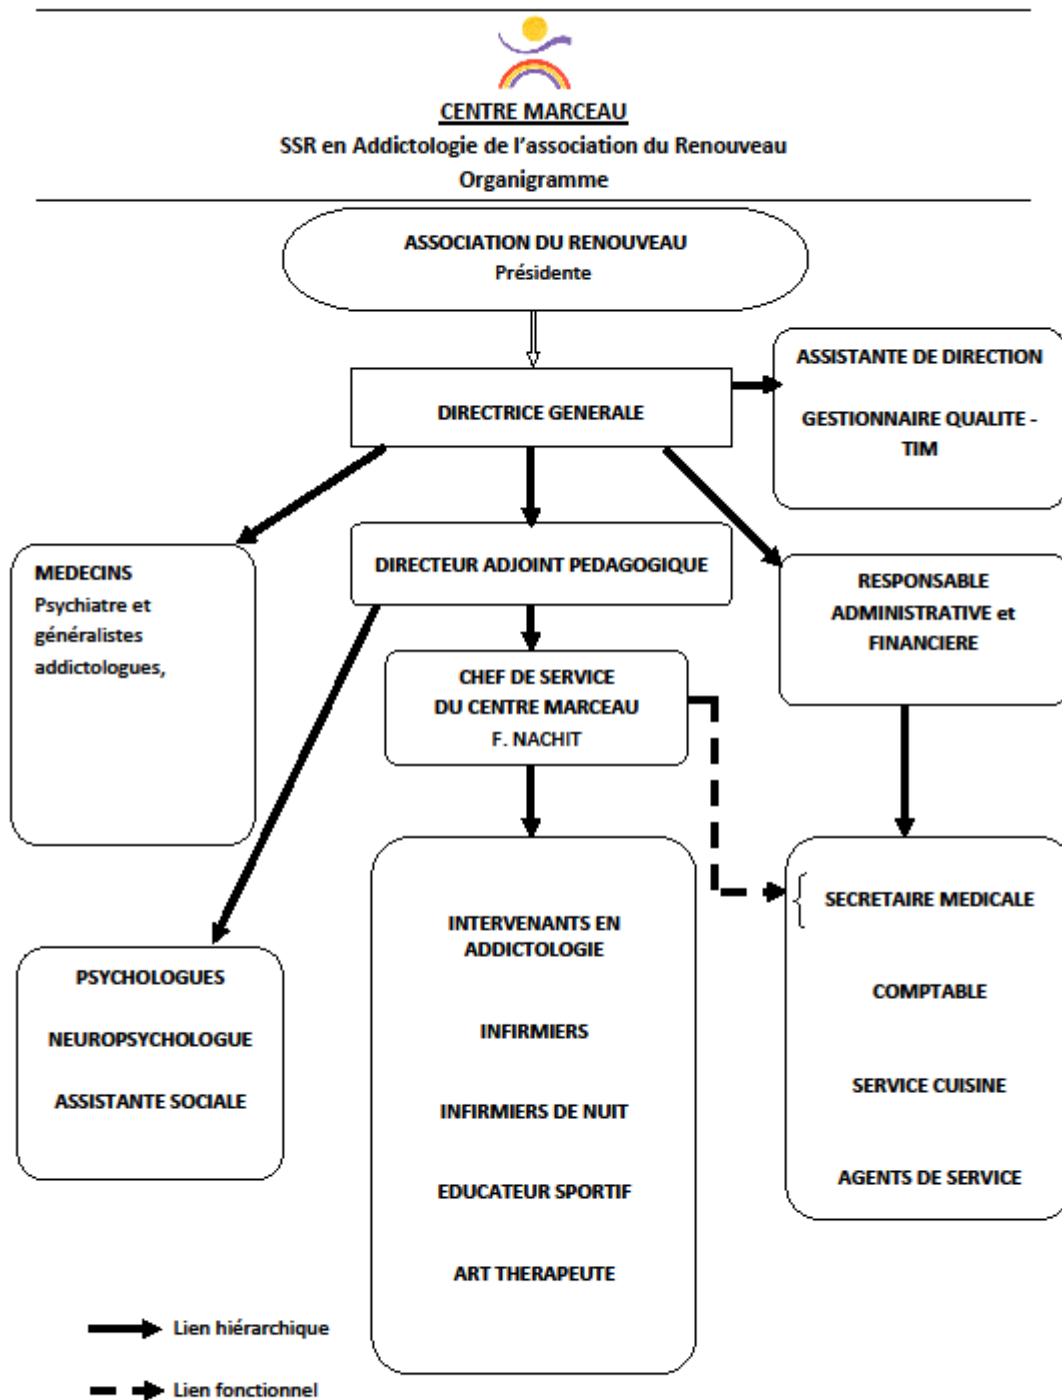 CENTRE MARCEAU
SSR en Addictologie de l'association du Renouveau
Organigramme
ASSOCIATION DU RENOUVEAU
Présidente
ASSISTANTE DE DIRECTION
GESTIONNAIRE QUALITE -
TIM
DIRECTRICE GENERALE
MEDECINS
Psychiatre et
généralistes
addictologues,
DIRECTEUR ADJOINT PEDAGOGIQUE
RESPONSABLE
ADMINISTRATIVE et
FINANCIERE
CHEF DE SERVICE
DU CENTRE MARCEAU
F. NACHIT
PSYCHOLOGUES
NEUROPSYCHOLOGUE
ASSISTANTE SOCIALE
INTERVENANTS EN
ADDICTOLOGIE
INFIRMIERS
INFIRMIERS DE NUIT
EDUCATEUR SPORTIF
ART THERAPEUTE
SECRETAIRE MEDICALE
COMPTABLE
SERVICE CUISINE
AGENTS DE SERVICE
Lien hiérarchique
Lien fonctionnel